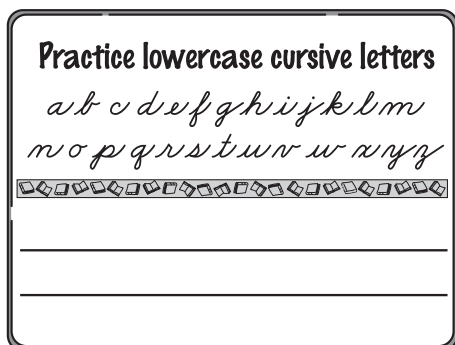 Practice lowercase cursive letters
a b c d e f g h i j k l m
n o p q r s t u v w x y z